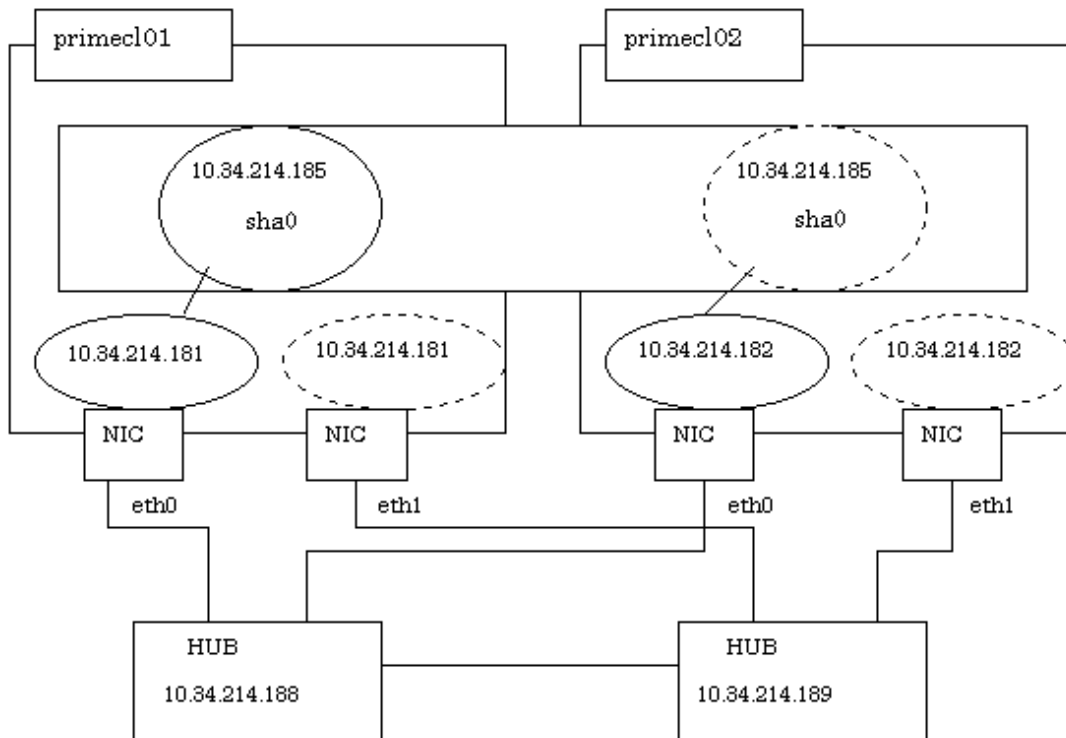 primecl01
primecl02
10.34.214.185
sha0
10.34.214.185
sha0
10.34.214.181
10.34.214.181
10.34.214.182
10.34.214.182
NIC
NIC
NIC
NIC
eth0
eth1
eth0
eth1
HUB
10.34.214.188
HUB
10.34.214.189